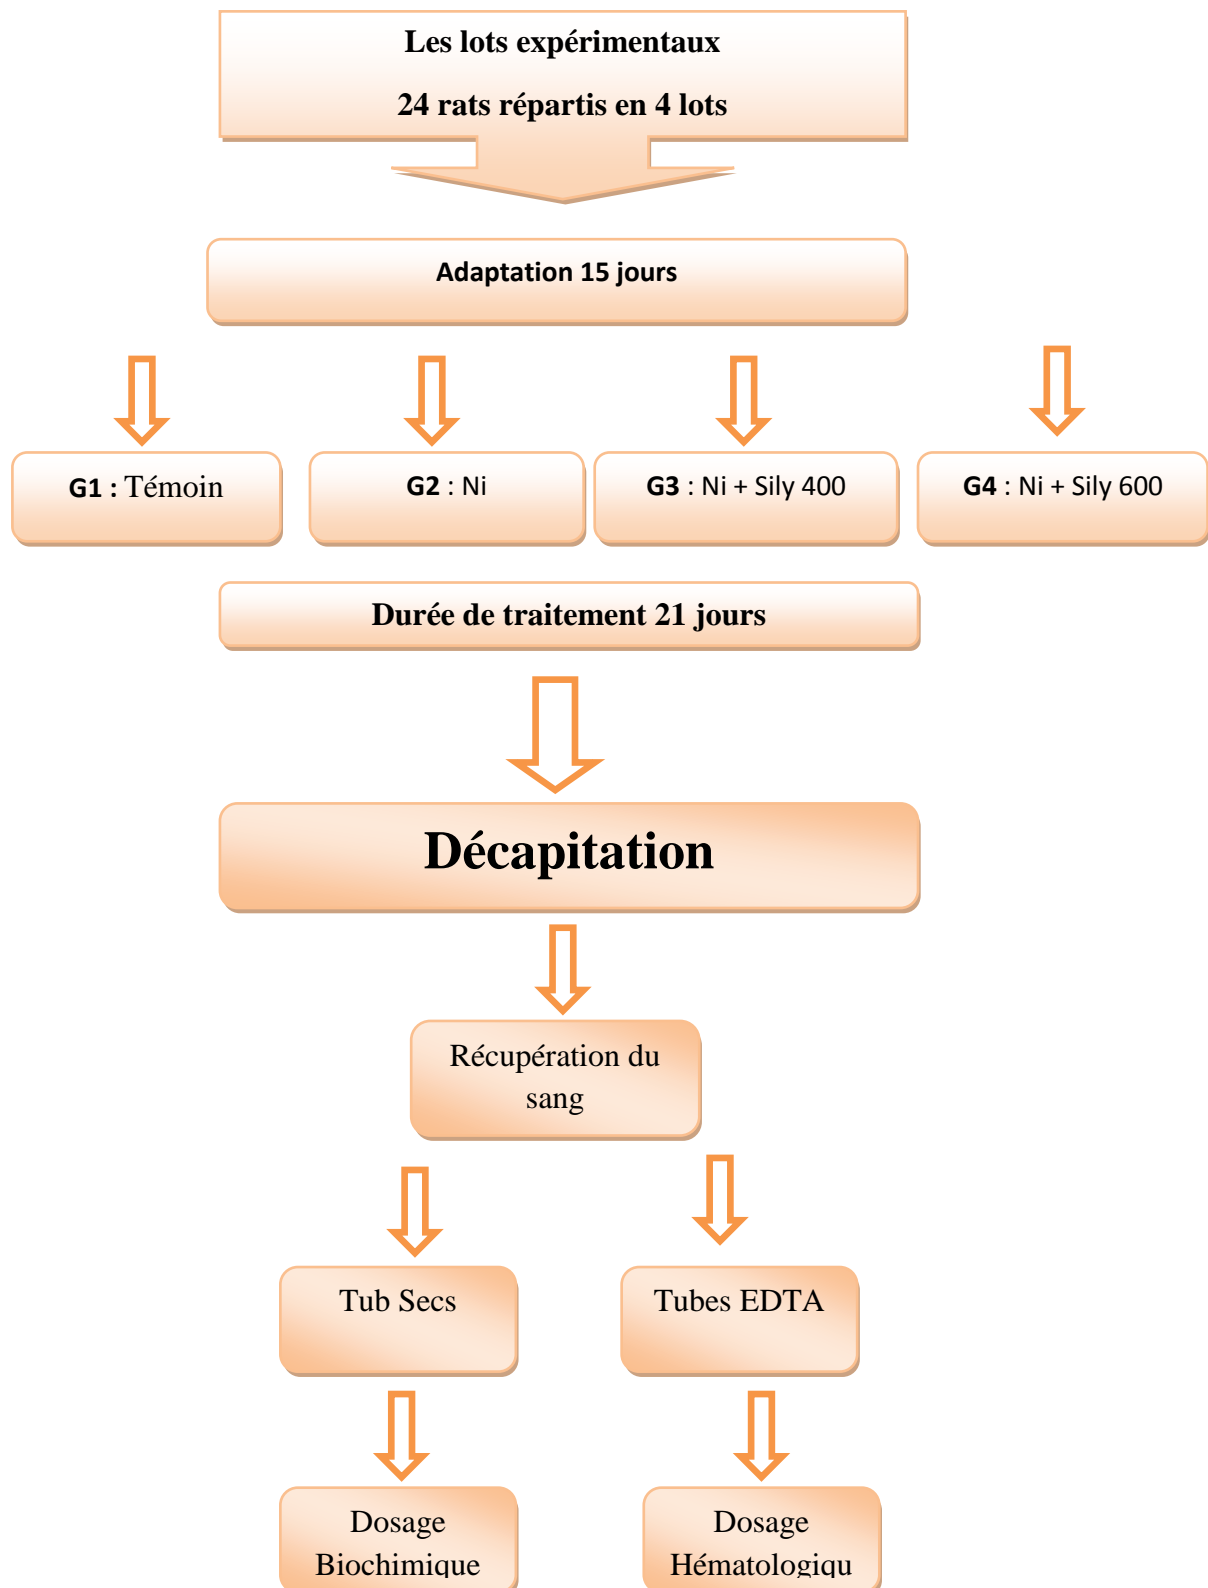 Les lots expérimentaux
24 rats répartis en 4 lots
Adaptation 15 jours
G1 : Témoin
G2 : Ni
G3 : Ni + Sily 400
G4 : Ni + Sily 600
Durée de traitement 21 jours
Décapitation
Récupération du
sang
Tub Secs
Tubes EDTA
Dosage
Biochimique
Dosage
Hématologiqu